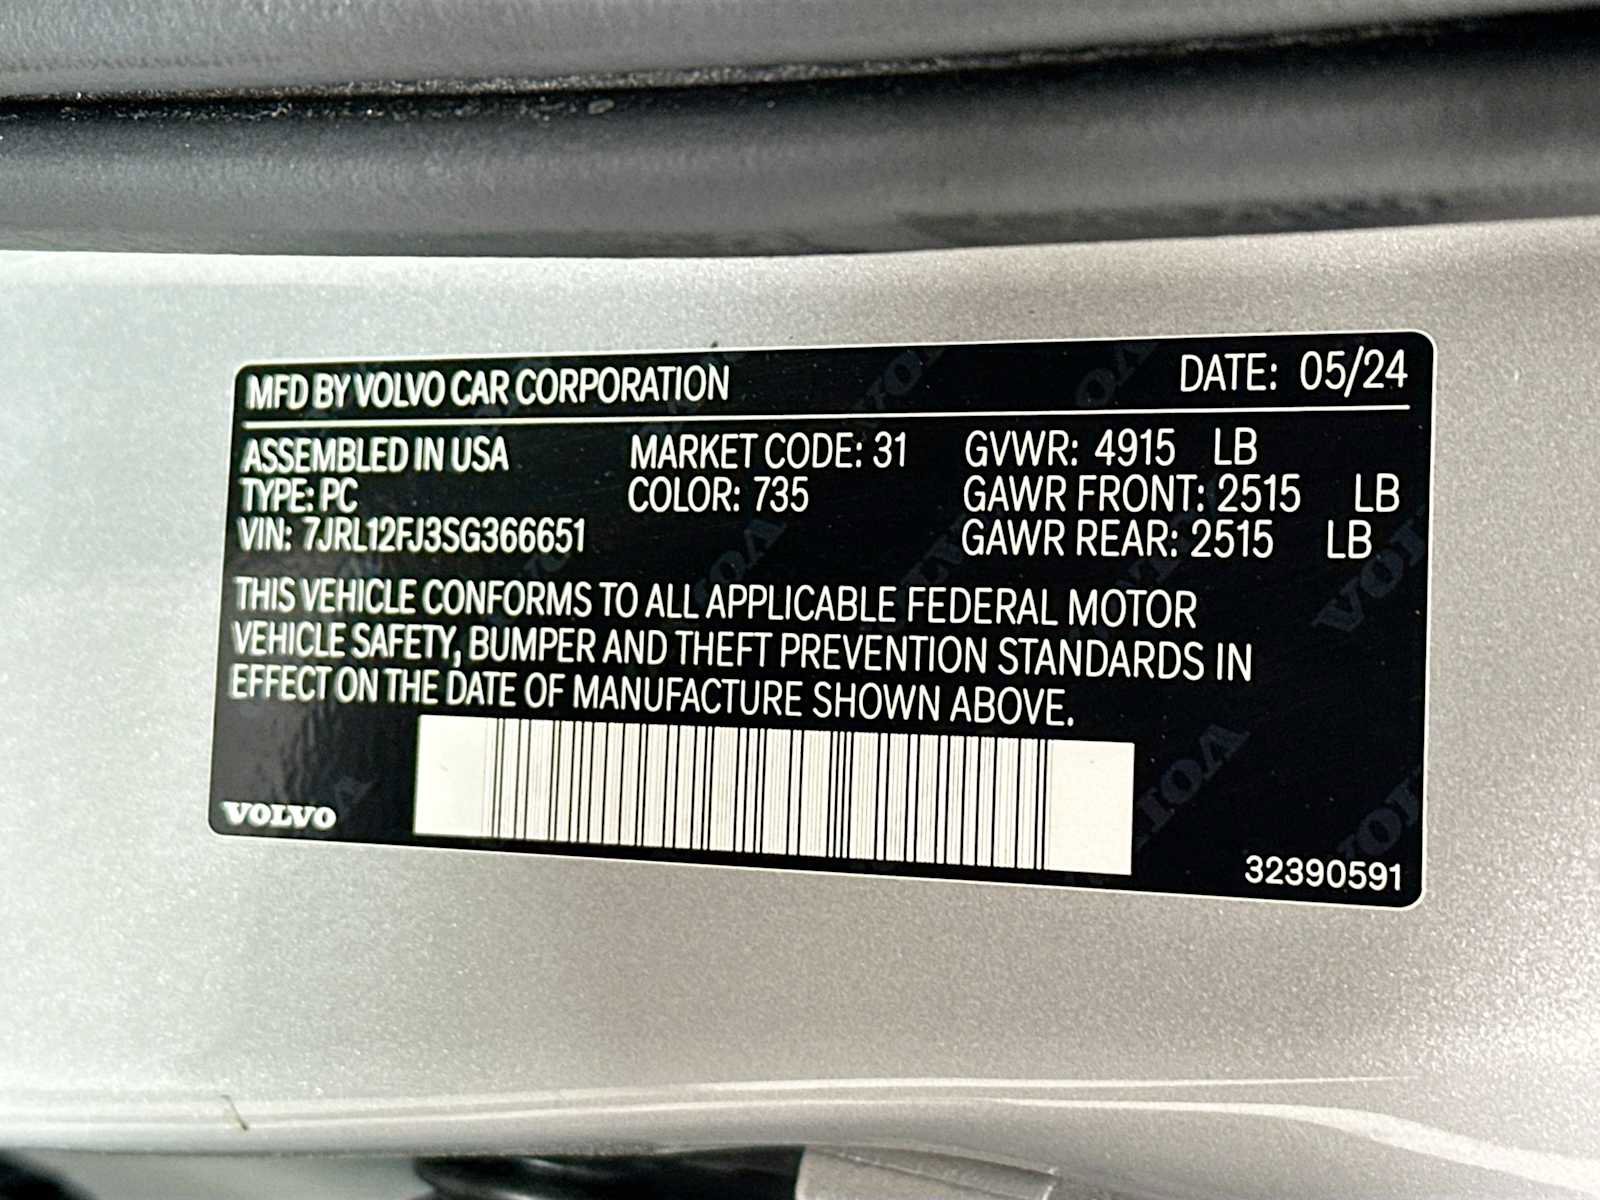 MFD BY VOLVO CAR CORPORATION DATE: 05/24
ASSEMBLED IN USA MARKET CODE: 31 GVWR: 4915 LB
TYPE: PC COLOR: 735 GAWR FRONT: 2515 LB
VIN: 7JRL12FJ3SG366651 GAWR REAR: 2515 LB
THIS VEHICLE CONFORMS TO ALL APPLICABLE FEDERAL MOTOR
VEHICLE SAFETY, BUMPER AND THEFT PREVENTION STANDARDS IN
EFFECT ON THE DATE OF MANUFACTURE SHOWN ABOVE.
VOLVO
32390591